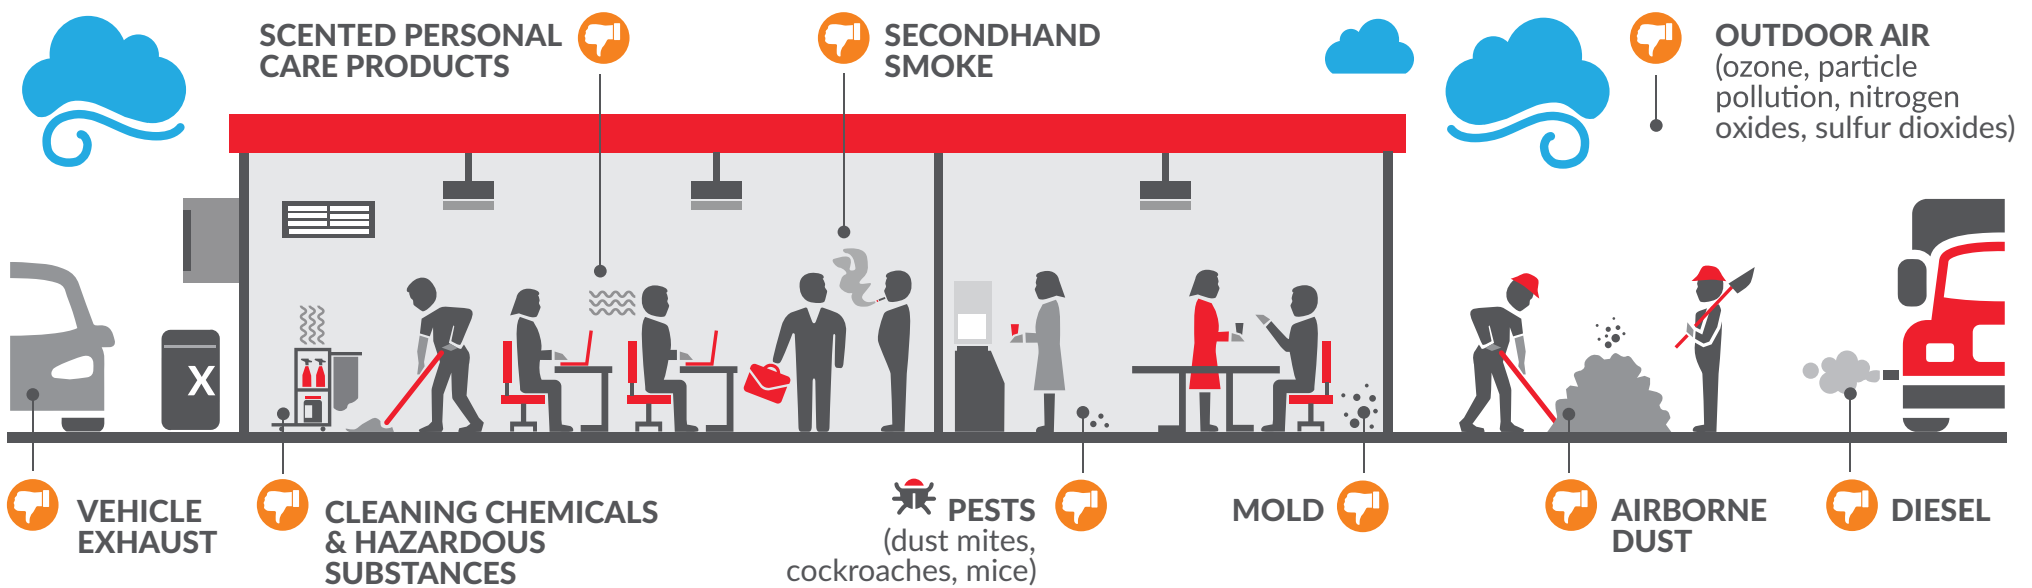 SCENTED PERSONAL
CARE PRODUCTS
SECONDHAND
SMOKE
OUTDOOR AIR
(ozone, particle
pollution, nitrogen
oxides, sulfur dioxides)
X
VEHICLE
EXHAUST
CLEANING CHEMICALS
& HAZARDOUS
SUBSTANCES
PESTS
(dust mites,
cockroaches, mice)
MOLD
AIRBORNE
DUST
DIESEL